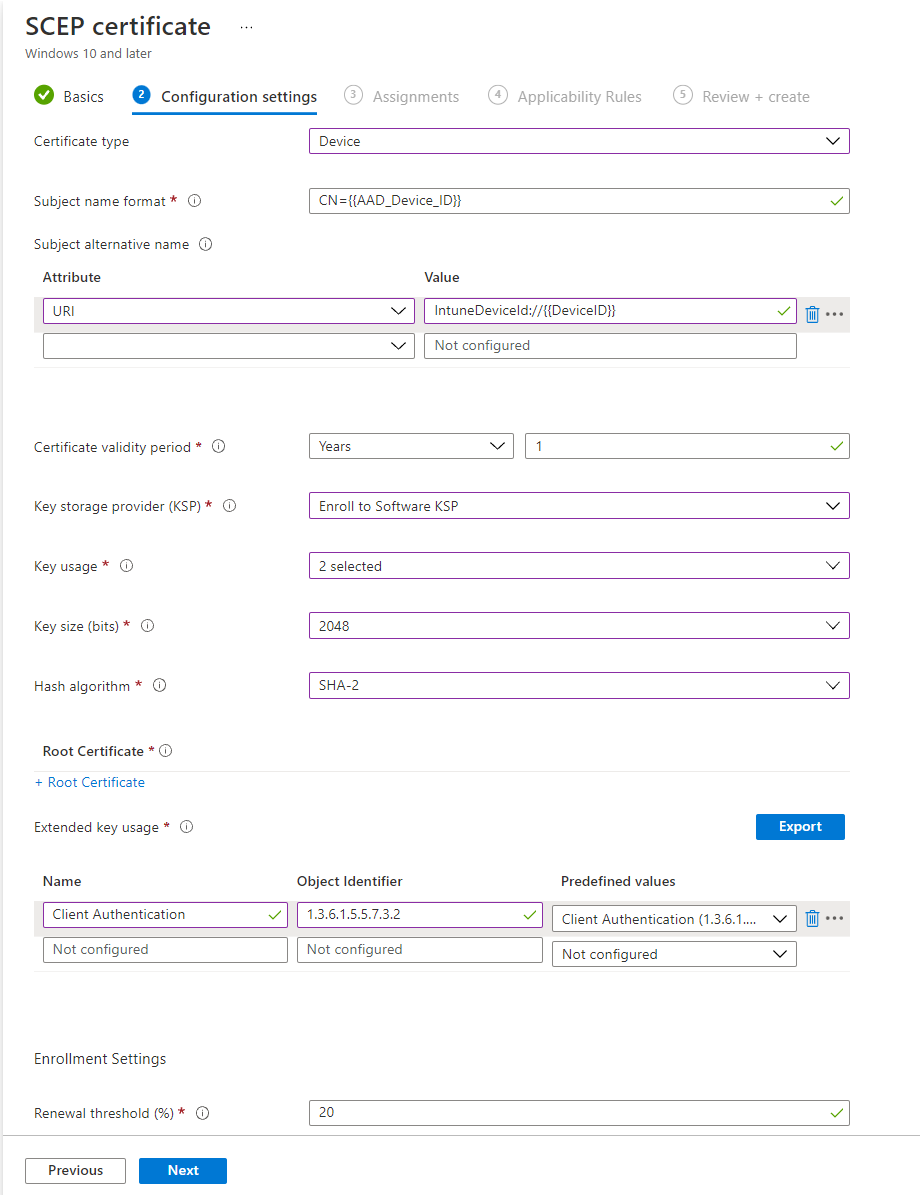 SCEP certificate ...
Windows 10 and later
Basics 2 Configuration settings 3 Assignments 4 Applicability Rules 5 Review + create
Certificate type Device
Subject name format * CN={{AAD_Device_ID}}
Subject alternative name
Attribute Value
URI IntuneDeviceId://{{DeviceID}}
Not configured
Certificate validity period * Years 1
Key storage provider (KSP) * Enroll to Software KSP
Key usage * 2 selected
Key size (bits) * 2048
Hash algorithm * SHA-2
Root Certificate *
+ Root Certificate
Extended key usage * Export
Name Object Identifier Predefined values
Client Authentication 1.3.6.1.5.5.7.3.2 Client Authentication (1.3.6.1....
Not configured Not configured Not configured
Enrollment Settings
Renewal threshold (%) * 20
Previous Next